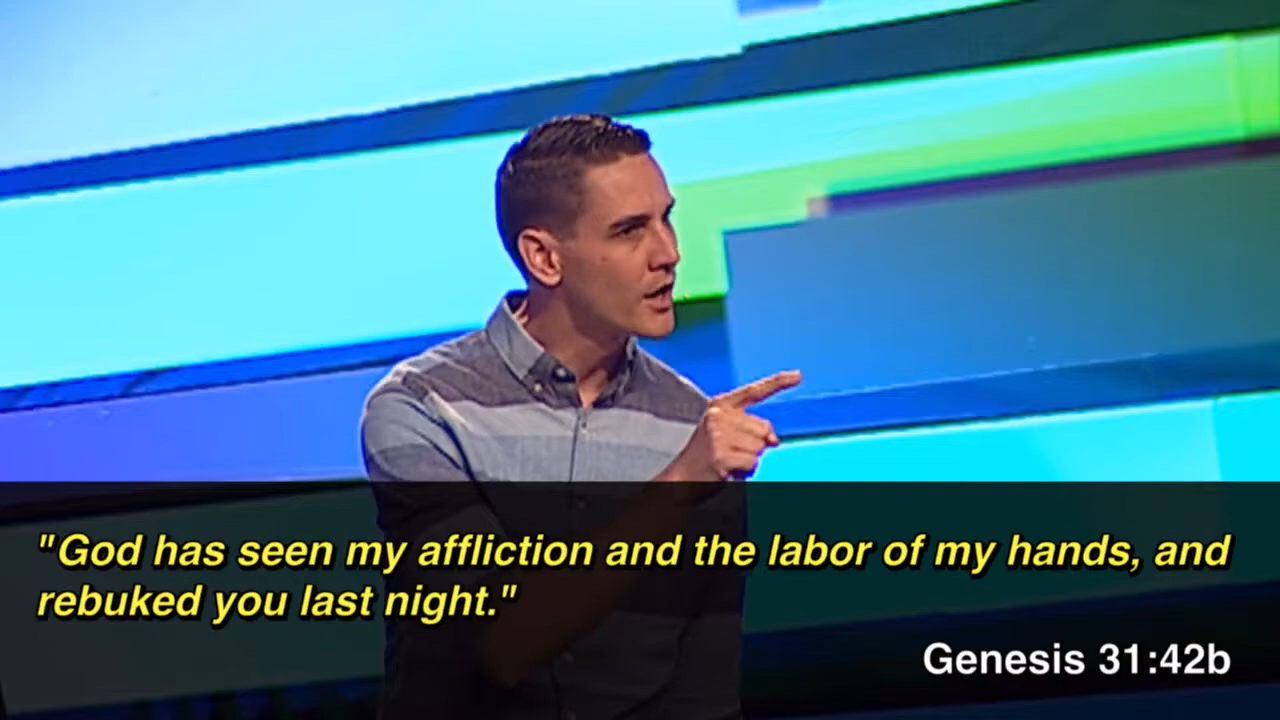 "God has seen my affliction and the labor of my hands, and
rebuked you last night."
Genesis 31:42b